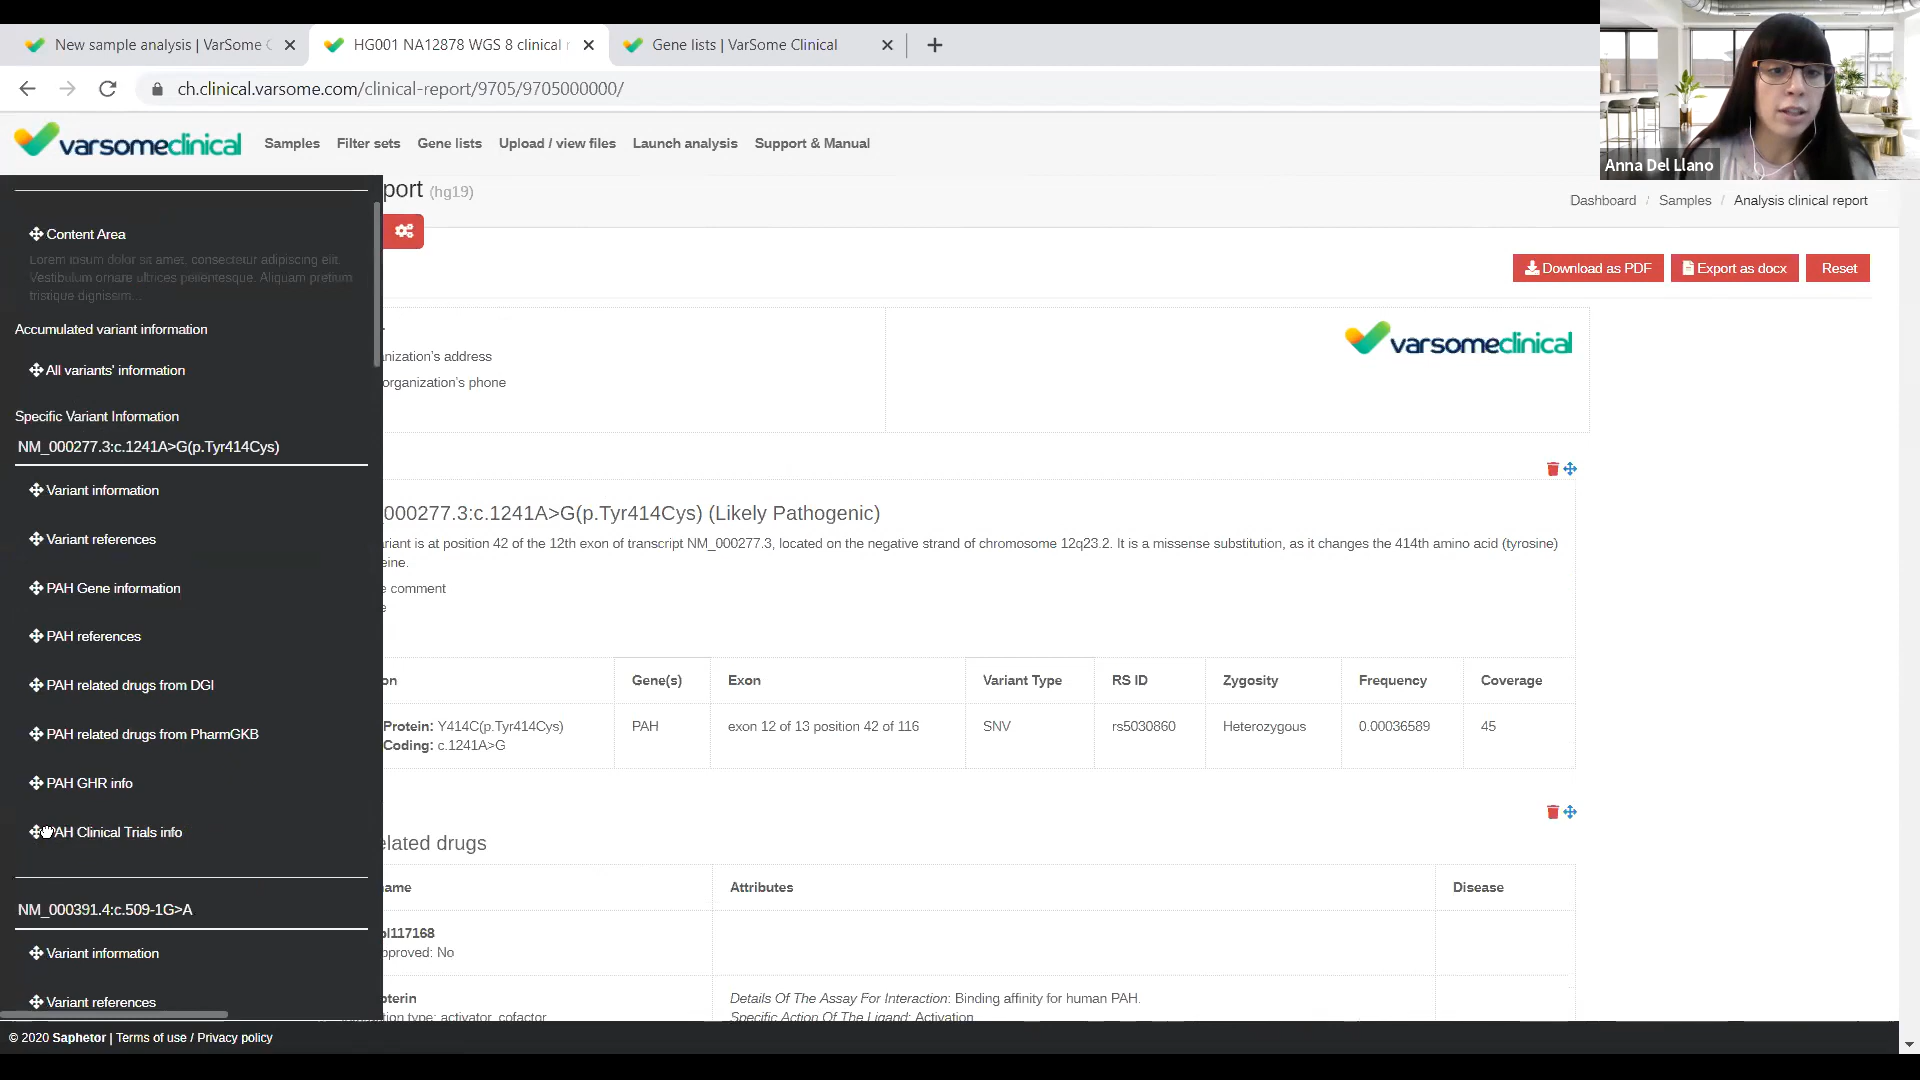 New sample analysis | VarSome C
HG001 NA12878 WGS 8 clinical r
Gene lists | VarSome Clinical
ch.clinical.varsome.com/clinical-report/9705/9705000000/
varsomeclinical
Samples
Filter sets
Gene lists
Upload / view files
Launch analysis
Support & Manual
Anna Del Llano
port (hg19)
Dashboard / Samples / Analysis clinical report
Download as PDF
Export as docx
Reset
Content Area
Lorem ipsum dolor sit amet, consectetur adipiscing elit.
Vestibulum ornare ultrices pellentesque. Aliquam pretium
tristique dignissim...
Accumulated variant information
All variants' information
Specific Variant Information
NM_000277.3:c.1241A>G(p.Tyr414Cys)
Variant information
Variant references
PAH Gene information
PAH references
PAH related drugs from DGI
PAH related drugs from PharmGKB
PAH GHR info
PAH Clinical Trials info
NM_000391.4:c.509-1G>A
Variant information
Variant references
nization's address
organization's phone
varsomeclinical
000277.3:c.1241A>G(p.Tyr414Cys) (Likely Pathogenic)
riant is at position 42 of the 12th exon of transcript NM_000277.3, located on the negative strand of chromosome 12q23.2. It is a missense substitution, as it changes the 414th amino acid (tyrosine)
eine.
e comment
e
on
Gene(s)
Exon
Variant Type
RS ID
Zygosity
Frequency
Coverage
Protein: Y414C(p.Tyr414Cys)
Coding: c.1241A>G
PAH
exon 12 of 13 position 42 of 116
SNV
rs5030860
Heterozygous
0.00036589
45
elated drugs
ame
Attributes
Disease
bl117168
pproved: No
pterin
tion type: activator, cofactor
Details Of The Assay For Interaction: Binding affinity for human PAH.
Specific Action Of The Ligand: Activation
© 2020 Saphetor | Terms of use / Privacy policy